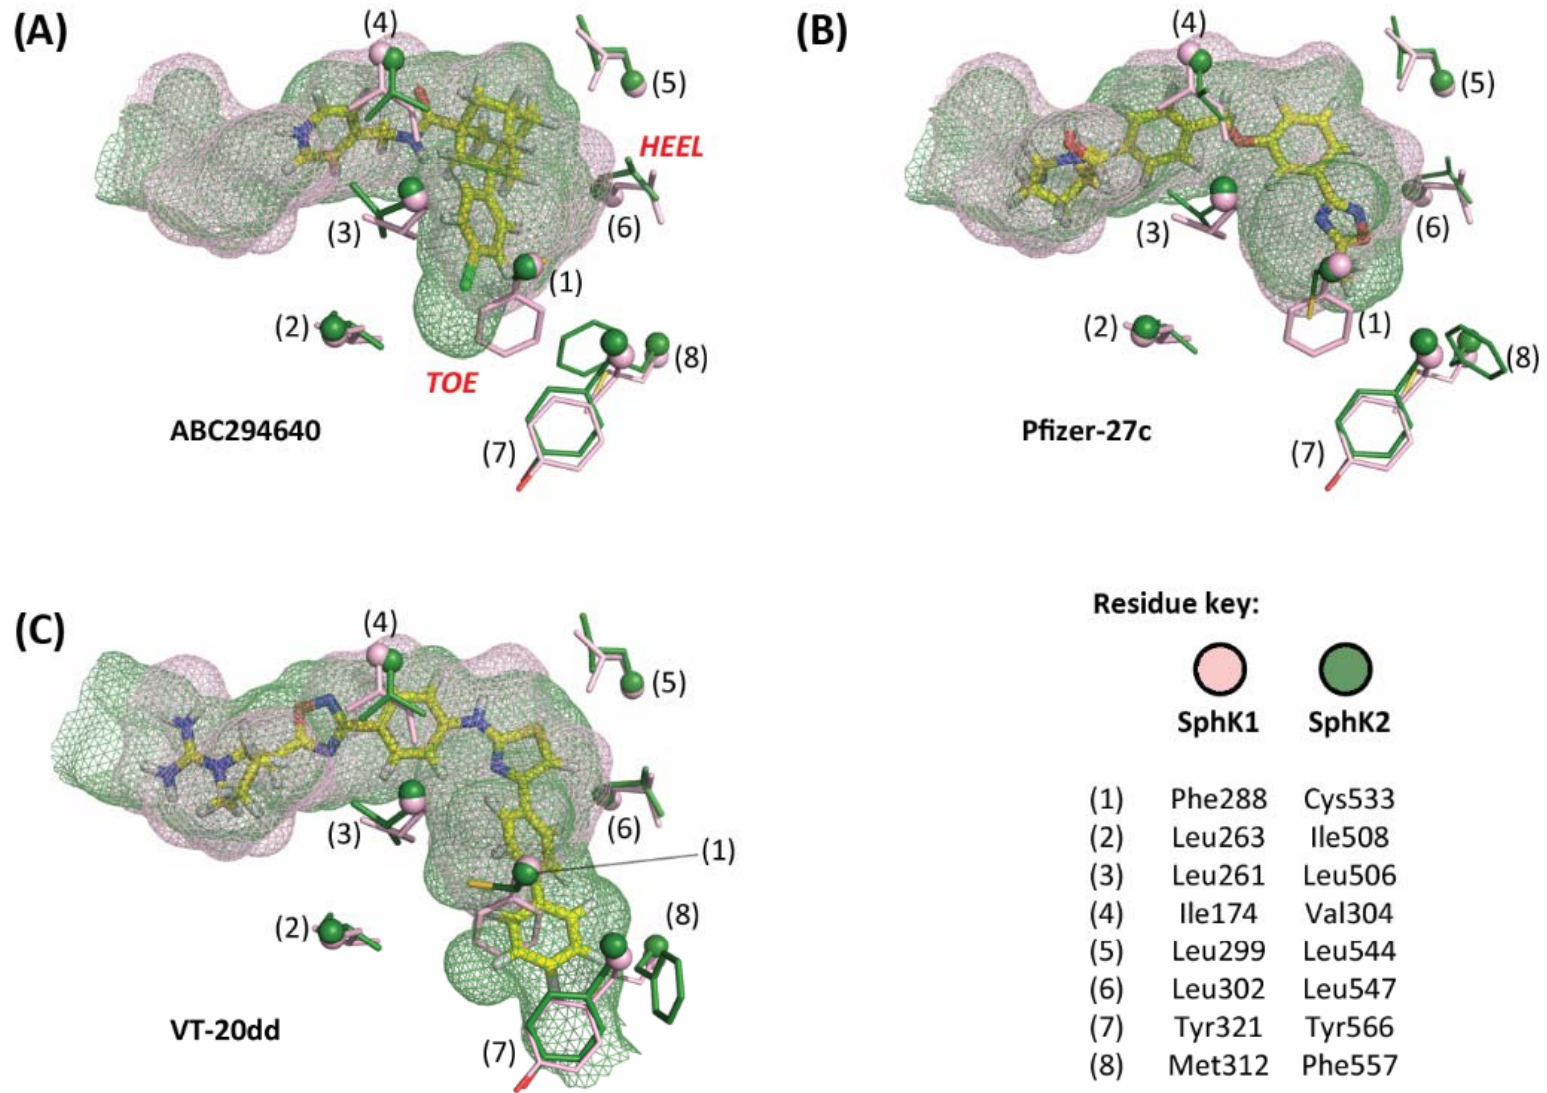 (A)
(4)
(5)
HEEL
(3)
(6)
(1)
(2)
(8)
TOE
ABC294640
(7)
(B)
(4)
(5)
(3)
(6)
(1)
(2)
(8)
Pfizer-27c
(7)
(C)
(4)
(5)
(3)
(6)
(1)
(2)
(8)
VT-20dd
(7)
Residue key:
SphK1 SphK2
(1) Phe288 Cys533
(2) Leu263 Ile508
(3) Leu261 Leu506
(4) Ile174 Val304
(5) Leu299 Leu544
(6) Leu302 Leu547
(7) Tyr321 Tyr566
(8) Met312 Phe557